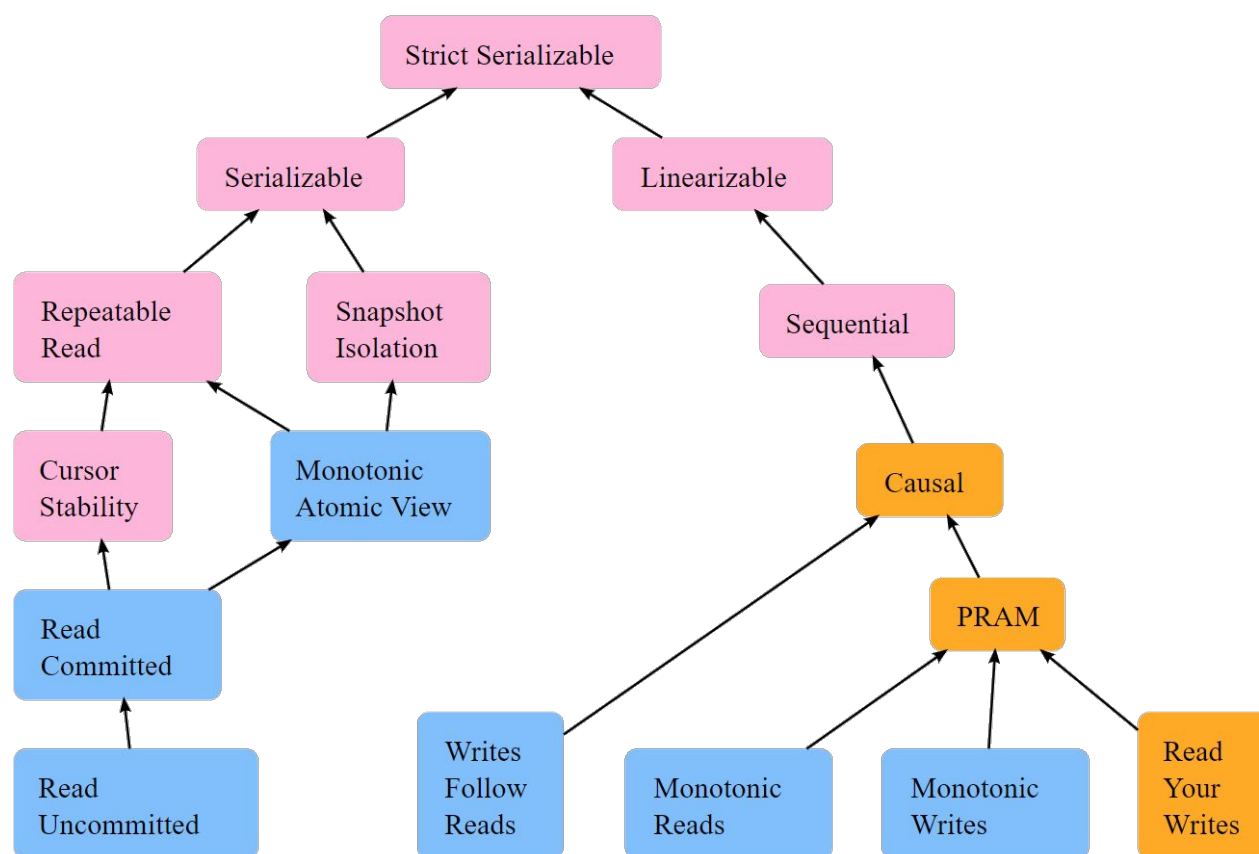 Strict Serializable
Serializable
Linearizable
Repeatable
Read
Snapshot
Isolation
Sequential
Cursor
Stability
Monotonic
Atomic View
Causal
Read
Committed
PRAM
Writes
Follow
Reads
Monotonic
Reads
Monotonic
Writes
Read
Your
Writes
Read
Uncommitted